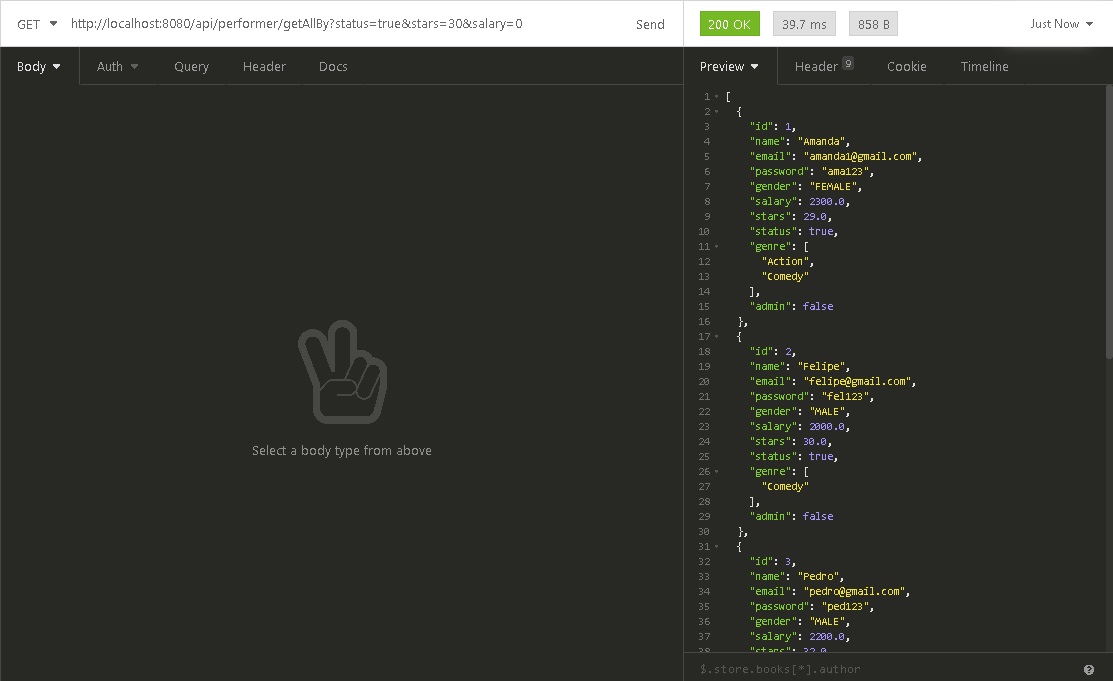 GET http://localhost:8080/api/performer/getAllBy?status=true&stars=30&salary=0 Send
200 OK 39.7 ms 858 B Just Now
Body Auth Query Header Docs
Preview Header 9 Cookie Timeline
1 [
2 {
3 "id": 1,
4 "name": "Amanda",
5 "email": "amanda1@gmail.com",
6 "password": "ama123",
7 "gender": "FEMALE",
8 "salary": 2300.0,
9 "stars": 29.0,
10 "status": true,
11 "genre": [
12 "Action",
13 "Comedy"
14 ],
15 "admin": false
16 },
17 {
18 "id": 2,
19 "name": "Felipe",
20 "email": "felipe@gmail.com",
21 "password": "fel123",
22 "gender": "MALE",
23 "salary": 2000.0,
24 "stars": 30.0,
25 "status": true,
26 "genre": [
27 "Comedy"
28 ],
29 "admin": false
30 },
31 {
32 "id": 3,
33 "name": "Pedro",
34 "email": "pedro@gmail.com",
35 "password": "ped123",
36 "gender": "MALE",
37 "salary": 2200.0,
38 "stars": 32.0
Select a body type from above
$.store.books[*].author